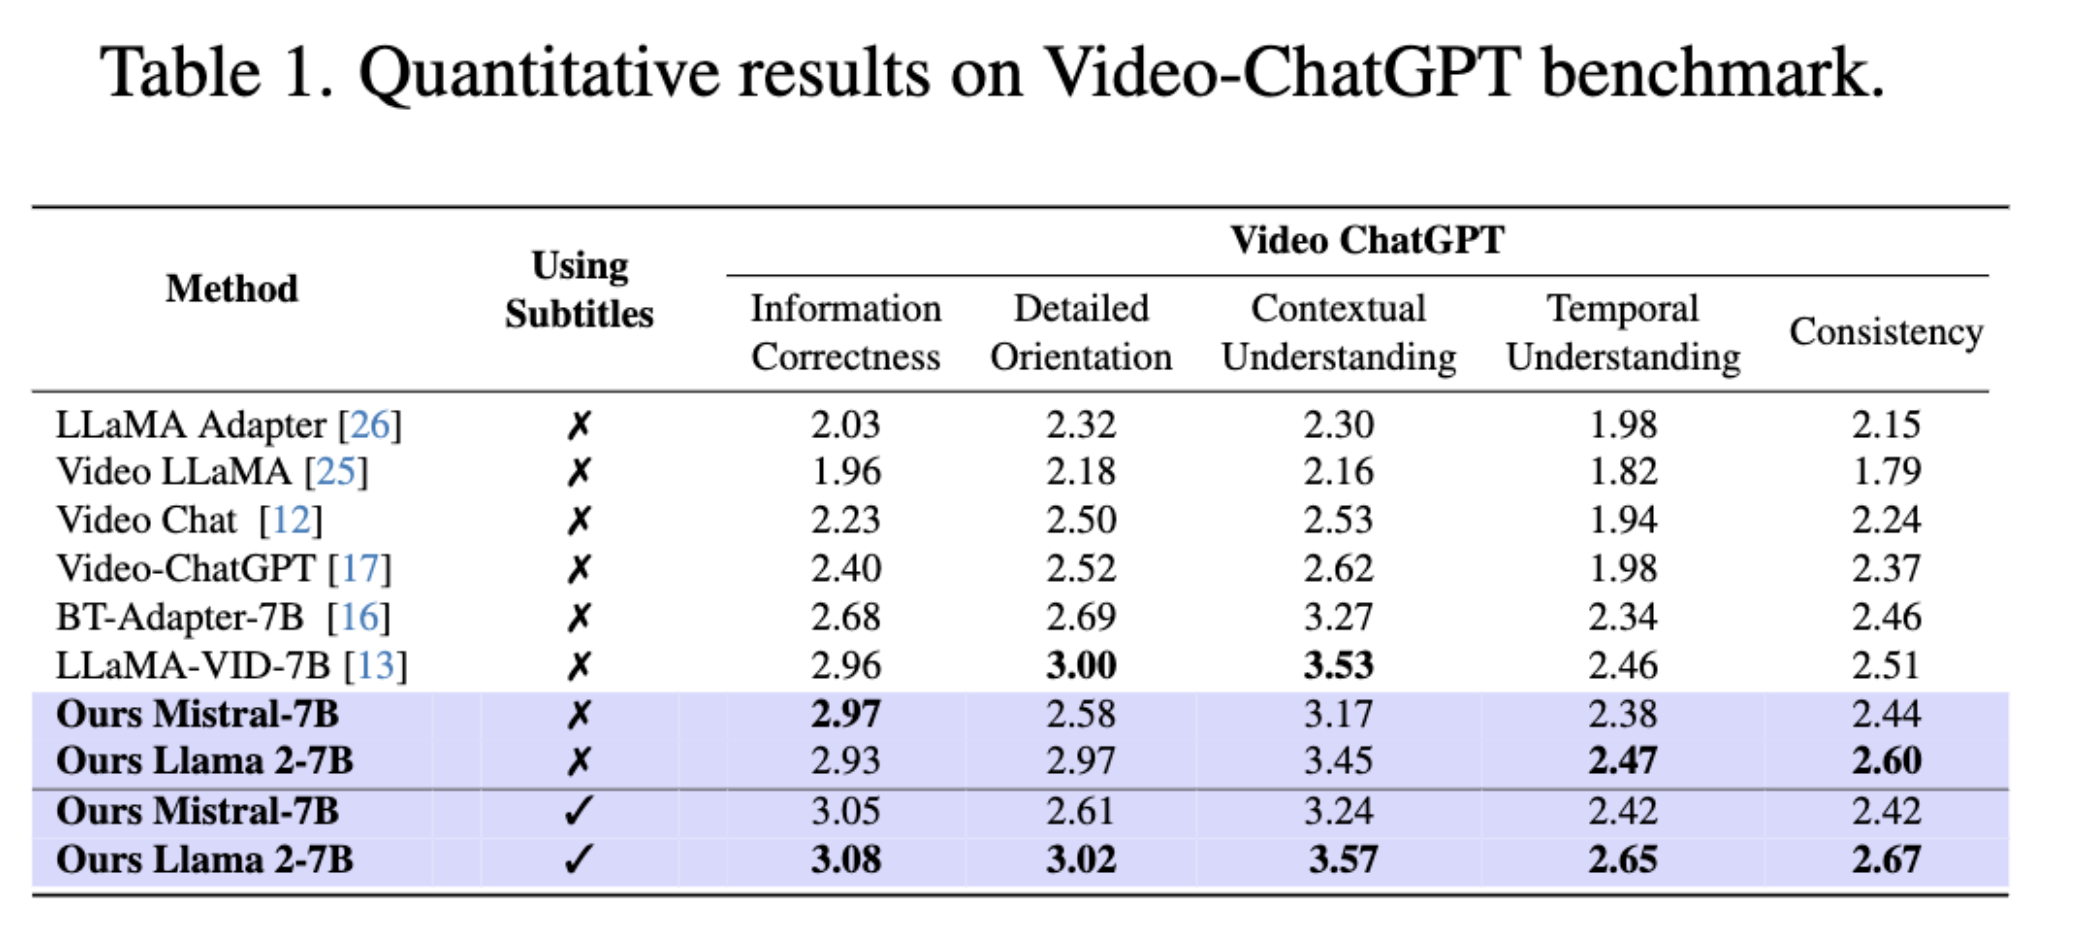 Table 1. Quantitative results on Video-ChatGPT benchmark.
Method Using Subtitles Video ChatGPT
Information Correctness Detailed Orientation Contextual Understanding Temporal Understanding Consistency
LLaMA Adapter [26] ✗ 2.03 2.32 2.30 1.98 2.15
Video LLaMA [25] ✗ 1.96 2.18 2.16 1.82 1.79
Video Chat [12] ✗ 2.23 2.50 2.53 1.94 2.24
Video-ChatGPT [17] ✗ 2.40 2.52 2.62 1.98 2.37
BT-Adapter-7B [16] ✗ 2.68 2.69 3.27 2.34 2.46
LLaMA-VID-7B [13] ✗ 2.96 3.00 3.53 2.46 2.51
Ours Mistral-7B ✗ 2.97 2.58 3.17 2.38 2.44
Ours Llama 2-7B ✗ 2.93 2.97 3.45 2.47 2.60
Ours Mistral-7B ✓ 3.05 2.61 3.24 2.42 2.42
Ours Llama 2-7B ✓ 3.08 3.02 3.57 2.65 2.67